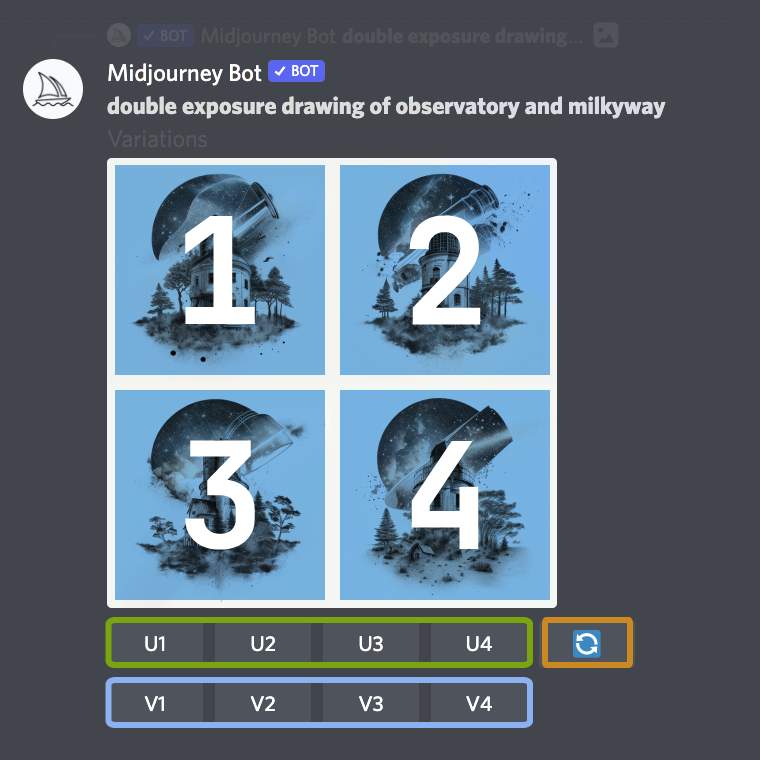 BOT Midjourney Bot double exposure drawing...
Midjourney Bot BOT
double exposure drawing of observatory and milkyway
Variations
1 2
3 4
U1 U2 U3 U4
V1 V2 V3 V4